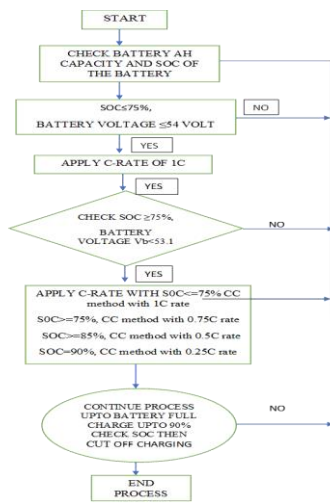 START
CHECK BATTERY AH
CAPACITY AND SOC OF
THE BATTERY
SOC≤75%,
BATTERY VOLTAGE ≤54 VOLT
NO
YES
APPLY C-RATE OF 1C
YES
CHECK SOC ≥75%,
BATTERY
VOLTAGE Vb<53.1
NO
YES
APPLY C-RATE WITH S0C<=75% CC
method with 1C rate
S0C>=75%, CC method with 0.75C rate
SOC>=85%, CC method with 0.5C rate
SOC=90%, CC method with 0.25C rate
CONTINUE PROCESS
UPTO BATTERY FULL
CHARGE UPTO 90%
CHECK SOC THEN
CUT OFF CHARGING
NO
END
PROCESS